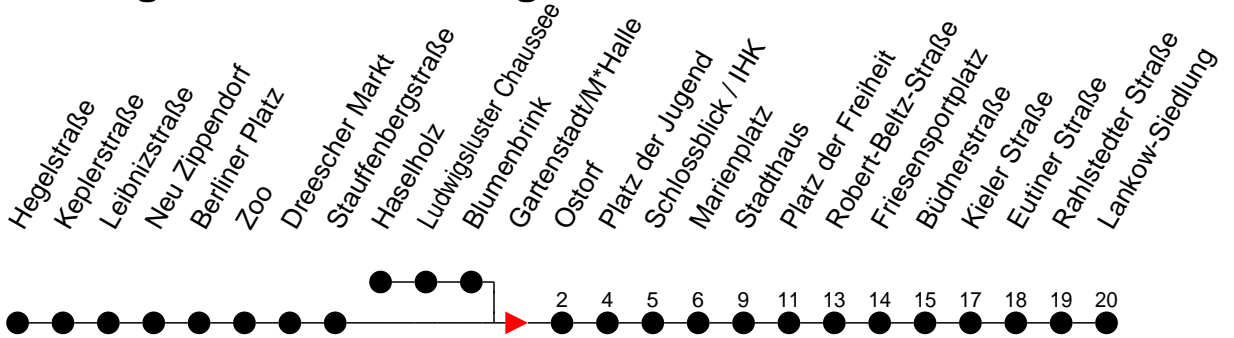 Hegelstraße
Keplerstraße
Leibnizstraße
Neu Zippendorf
Berliner Platz
Zoo
Dreescher Markt
Stauffenbergstraße
Haselholz
Ludwigsluster Chaussee
Blumenbrink
Gartenstadt/M*Halle
Ostorf
Platz der Jugend
Schlossblick / IHK
Marienplatz
Stadthaus
Platz der Freiheit
Robert-Beltz-Straße
Friesensportplatz
Büdnerstraße
Kieler Straße
Eutiner Straße
Rahlstedter Straße
Lankow-Siedlung
2 4 5 6 9 11 13 14 15 17 18 19 20